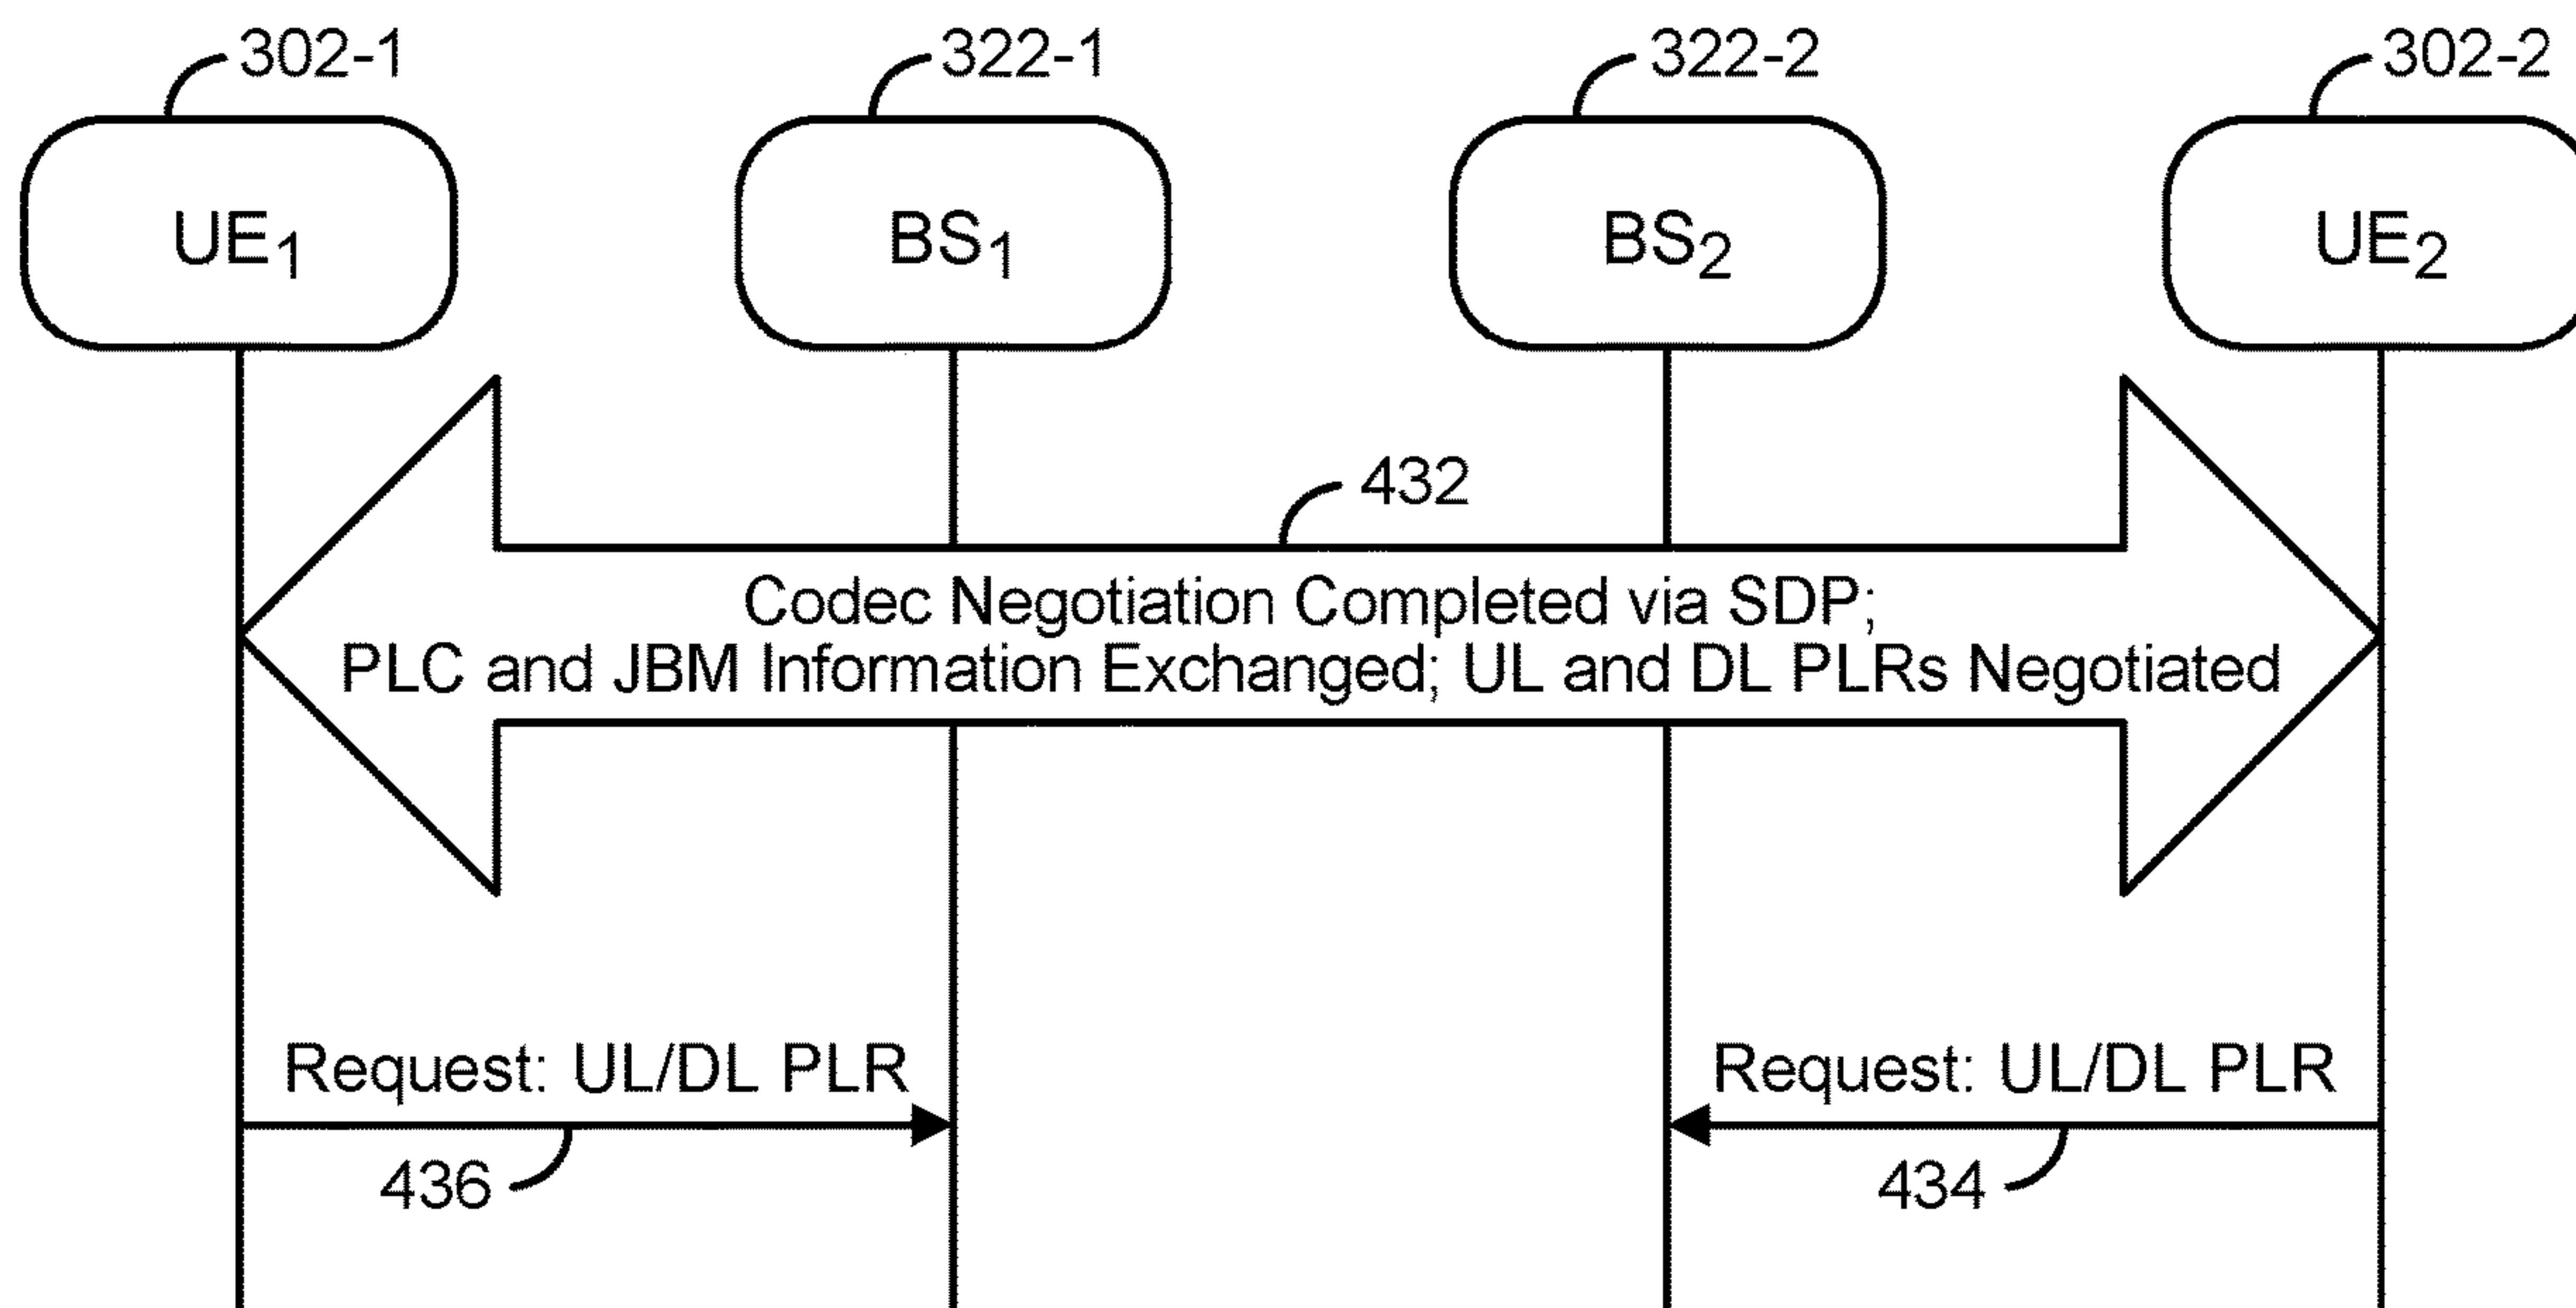 302-1
322-1
322-2
302-2
UE1
BS1
BS2
UE2
432
Codec Negotiation Completed via SDP;
PLC and JBM Information Exchanged; UL and DL PLRs Negotiated
Request: UL/DL PLR
Request: UL/DL PLR
436
434